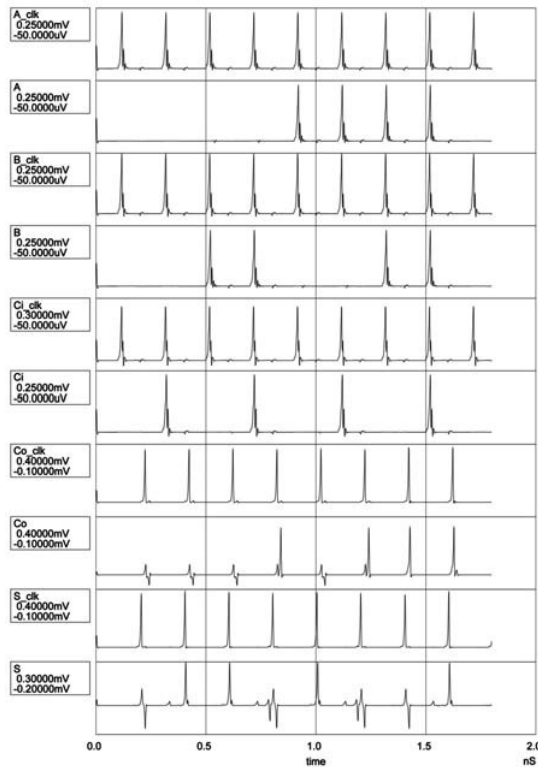 A_clk
0.25000mV
-50.0000uV
A
0.25000mV
-50.0000uV
B_clk
0.25000mV
-50.0000uV
B
0.25000mV
-50.0000uV
Ci_clk
0.30000mV
-50.0000uV
Ci
0.25000mV
-50.0000uV
Co_clk
0.40000mV
-0.10000mV
Co
0.40000mV
-0.10000mV
S_clk
0.40000mV
-0.10000mV
S
0.30000mV
-0.20000mV
0.0 0.5 1.0 1.5 2.0
time nS